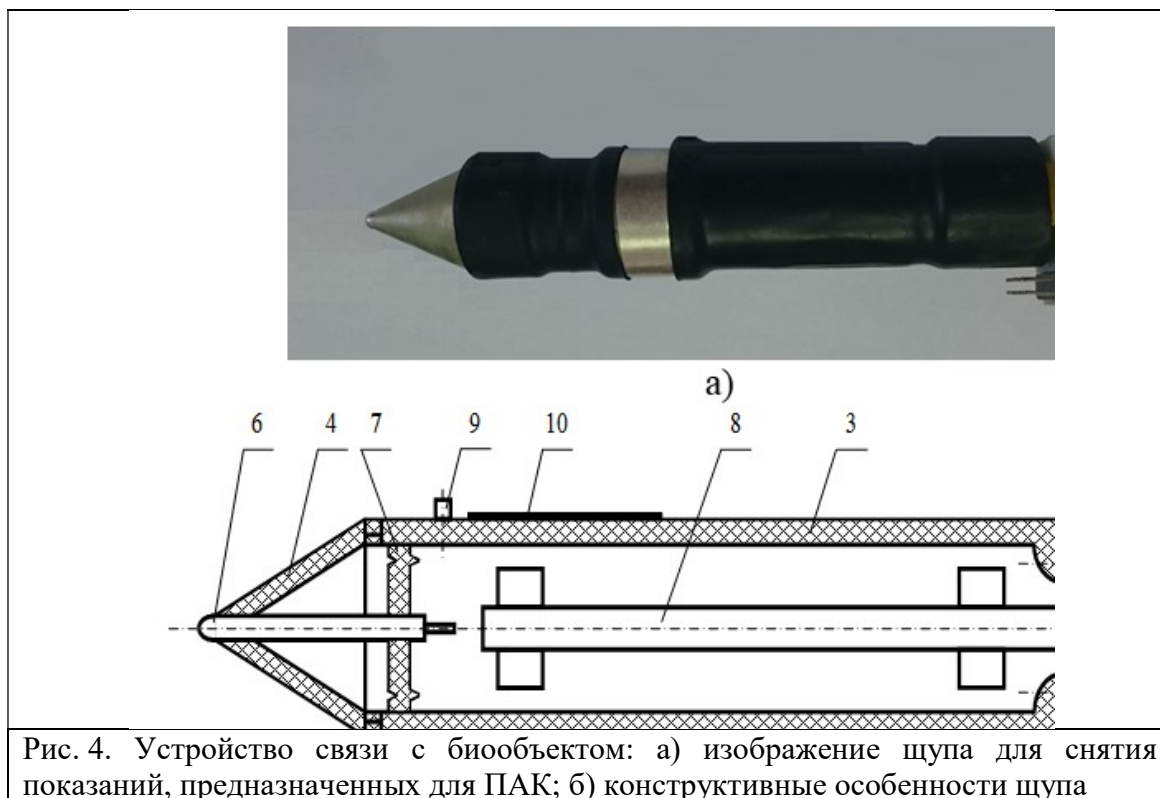 а)
6 4 7 9 10 8 3
Рис. 4. Устройство связи с биообъектом: а) изображение щупа для снятия
показаний, предназначенных для ПАК; б) конструктивные особенности щупа